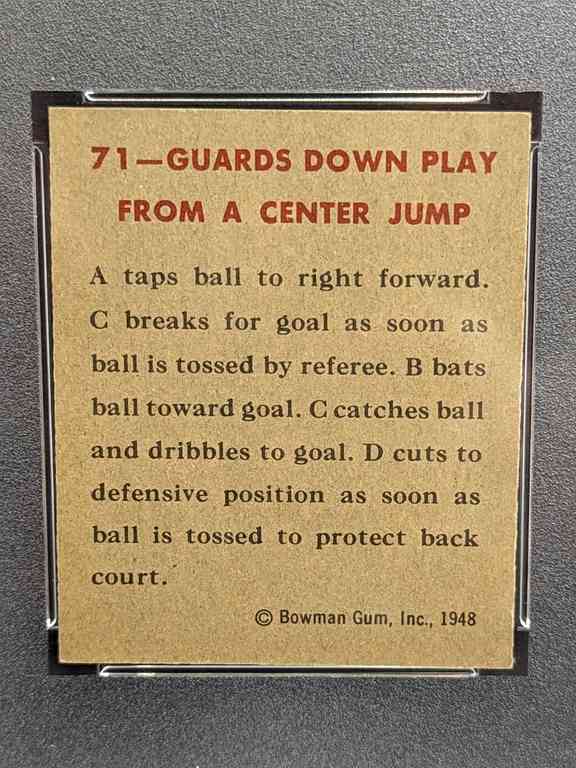 71—GUARDS DOWN PLAY
FROM A CENTER JUMP
A taps ball to right forward.
C breaks for goal as soon as
ball is tossed by referee. B bats
ball toward goal. C catches ball
and dribbles to goal. D cuts to
defensive position as soon as
ball is tossed to protect back
court.
© Bowman Gum, Inc., 1948